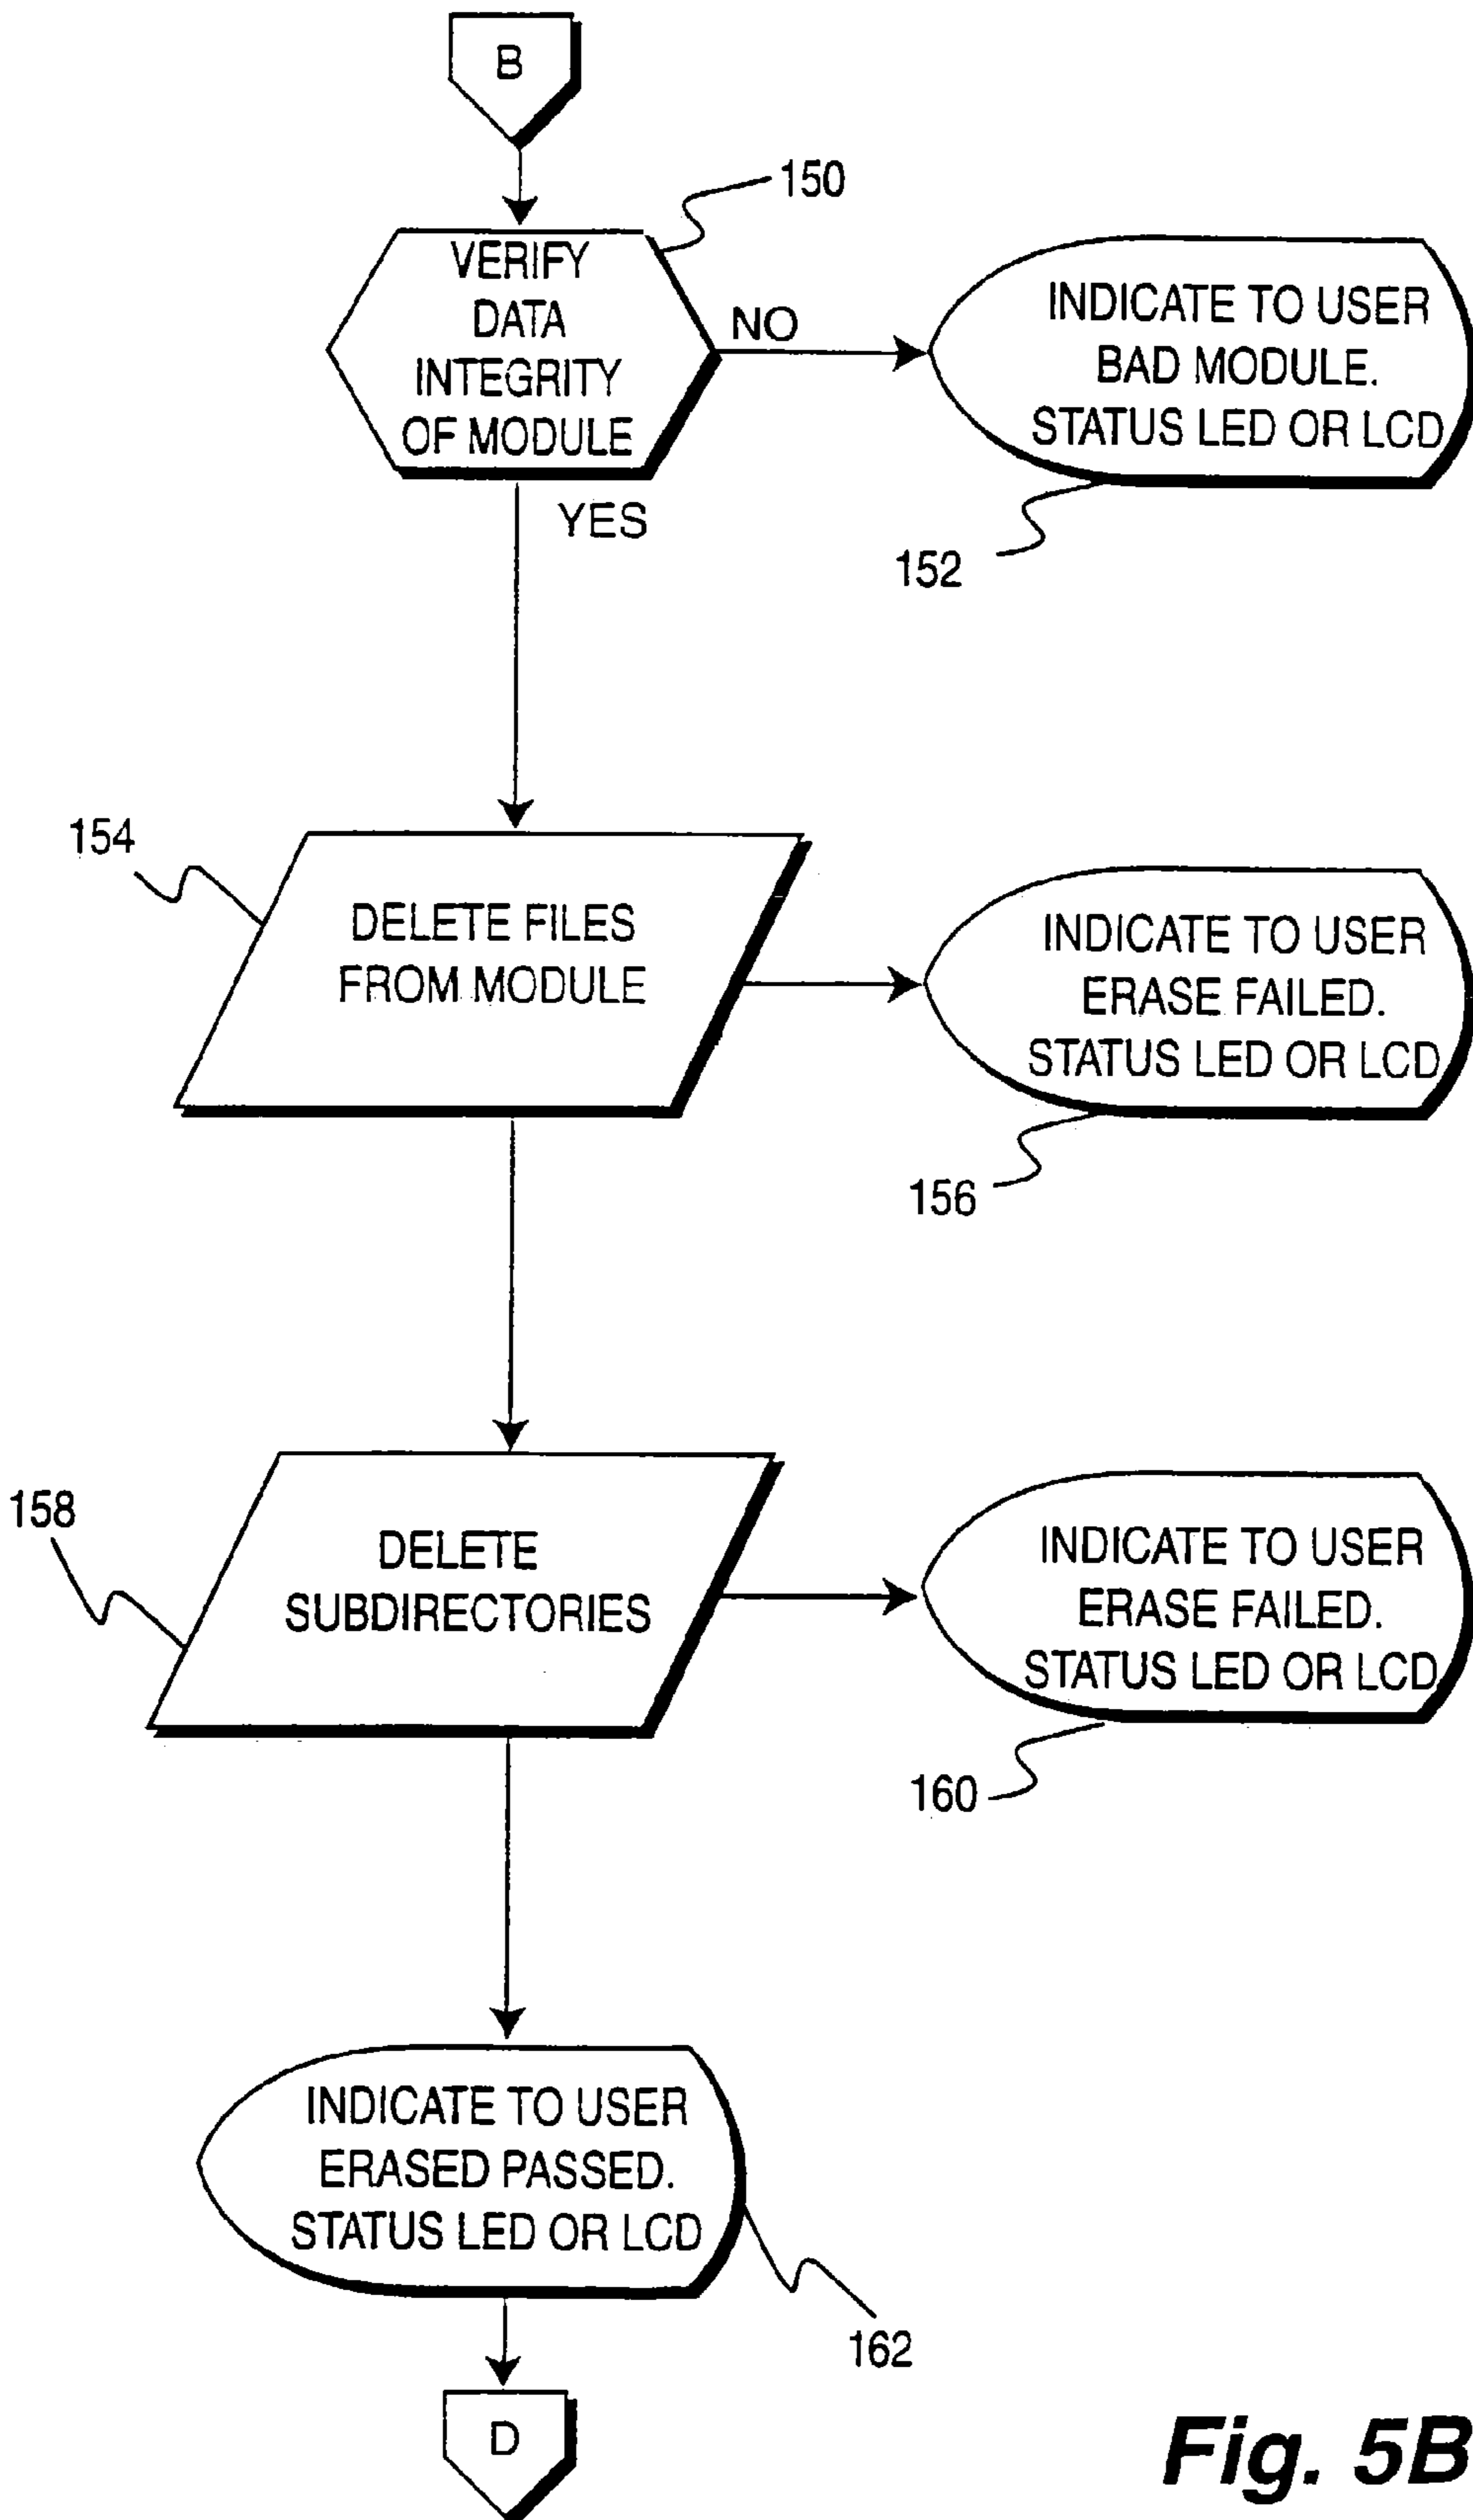 B
150
VERIFY
DATA
INTEGRITY
OF MODULE
NO
INDICATE TO USER
BAD MODULE.
STATUS LED OR LCD
YES
152
154
DELETE FILES
FROM MODULE
INDICATE TO USER
ERASE FAILED.
STATUS LED OR LCD
156
158
DELETE
SUBDIRECTORIES
INDICATE TO USER
ERASE FAILED.
STATUS LED OR LCD
160
INDICATE TO USER
ERASED PASSED.
STATUS LED OR LCD
162
D
Fig. 5B